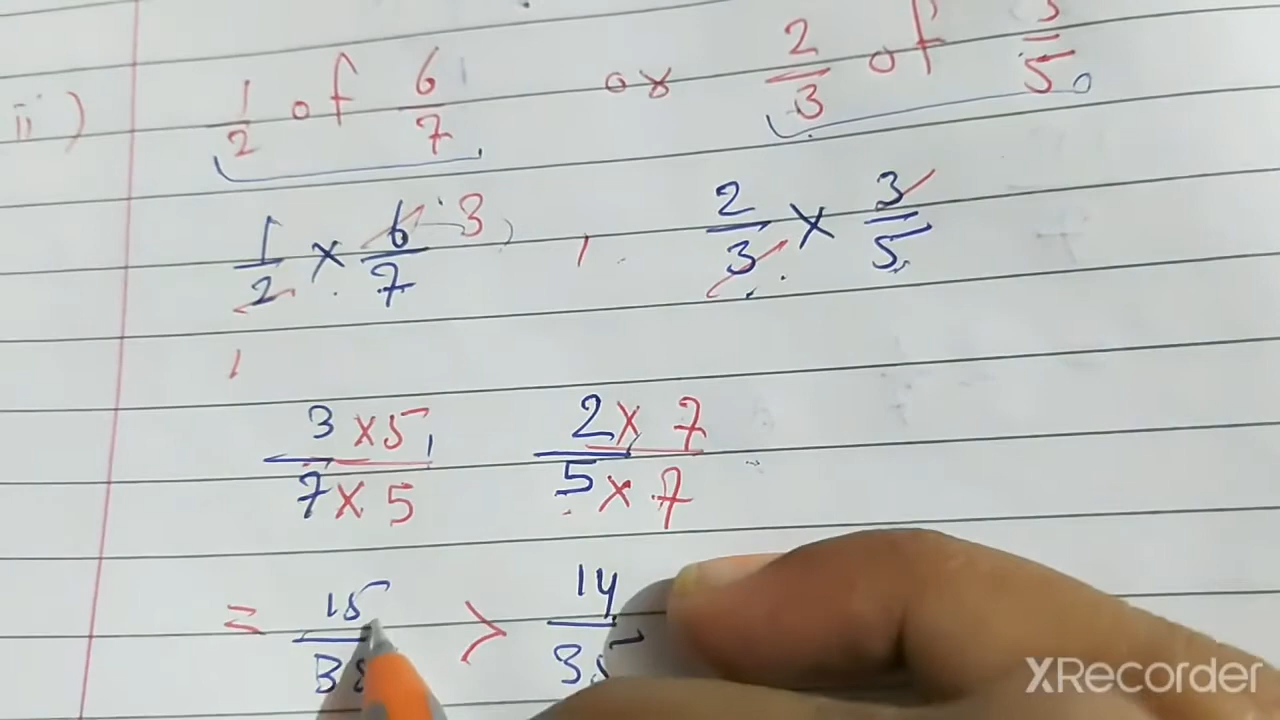 ii) 1/2 of 6/7 or 2/3 of 3/5
1/2 × 6/7 3 , 2/3 × 3/5
1
3×5/7×5 2×7/5×7
= 15/35 > 14/35
XRecorder